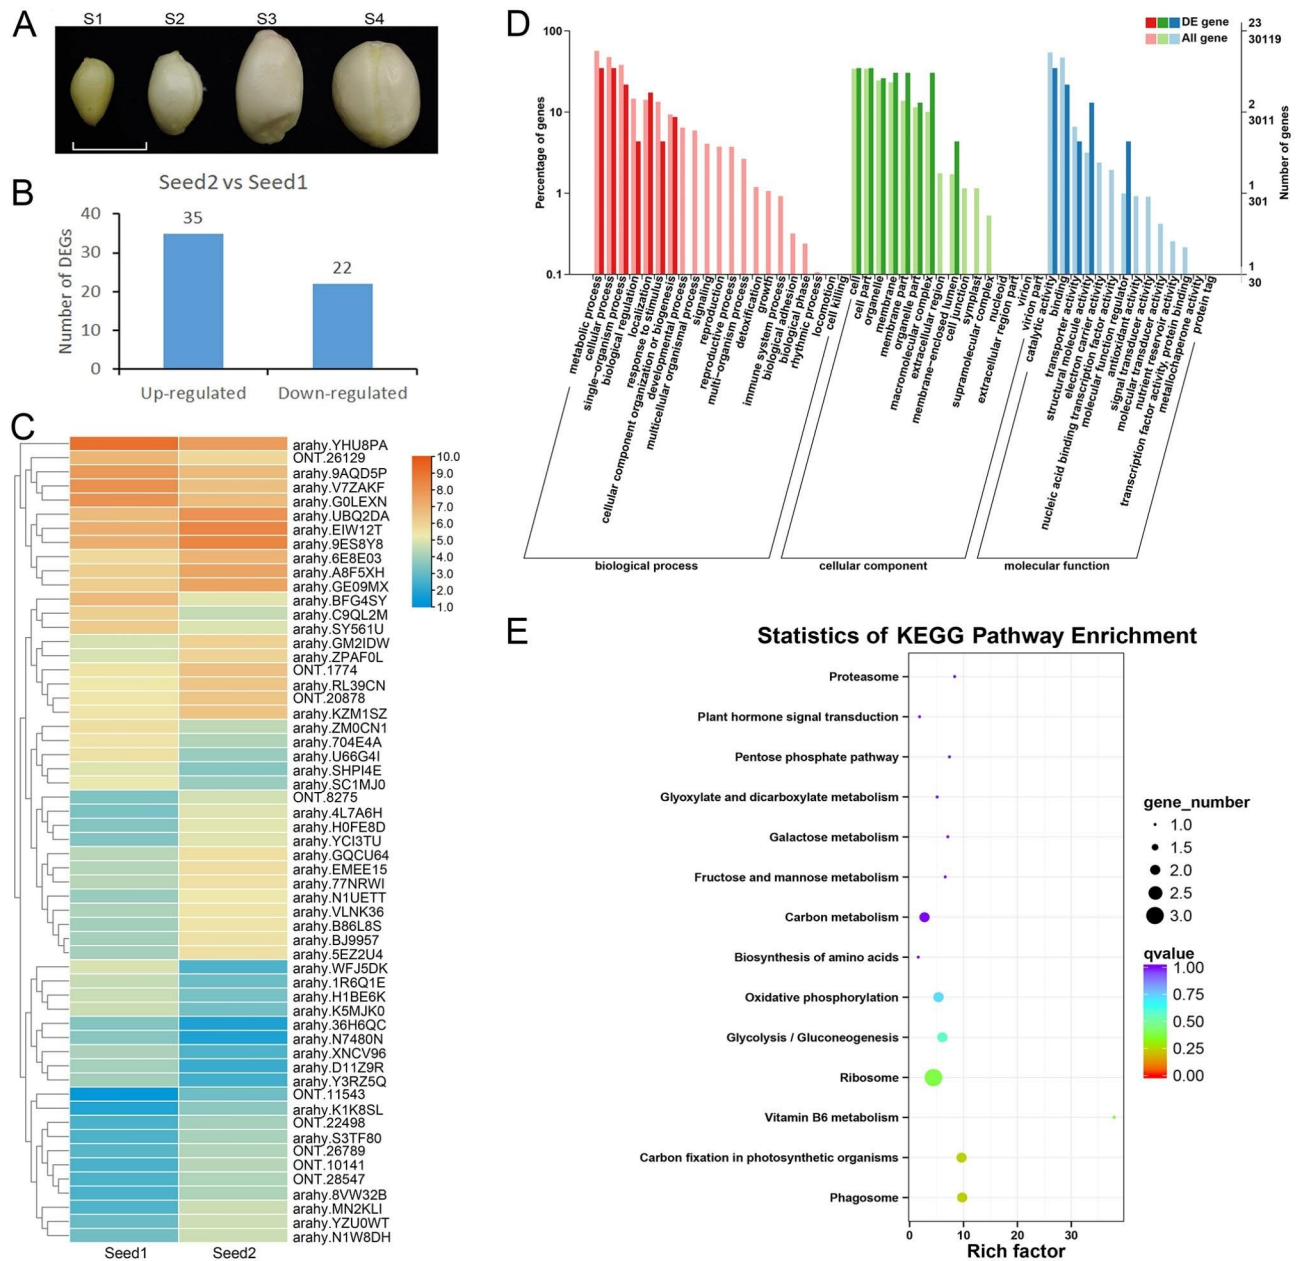 A
S1 S2 S3 S4
B
Seed2 vs Seed1
Number of DEGs
40
30
20
10
0
35
22
Up-regulated
Down-regulated
C
arahy.YHU8PA
ONT.26129
arahy.9AQD5P
arahy.V7ZAKF
arahy.G0LEXN
arahy.UBQ2DA
arahy.EIW12T
arahy.9ES8Y8
arahy.6E8E03
arahy.A8F5XH
arahy.GE09MX
arahy.BFG4SY
arahy.C9QL2M
arahy.SY561U
arahy.GM2IDW
arahy.ZPAF0L
ONT.1774
arahy.RL39CN
ONT.20878
arahy.KZM1SZ
arahy.ZM0CN1
arahy.704E4A
arahy.U66G4I
arahy.SHPI4E
arahy.SC1MJ0
ONT.8275
arahy.4L7A6H
arahy.H0FE8D
arahy.YCI3TU
arahy.GQCU64
arahy.EMEE15
arahy.77NRWI
arahy.N1UETT
arahy.VLNK36
arahy.B86L8S
arahy.BJ9957
arahy.5EZ2U4
arahy.WFJ5DK
arahy.1R6Q1E
arahy.H1BE6K
arahy.K5MJK0
arahy.36H6QC
arahy.N7480N
arahy.XNCV96
arahy.D11Z9R
arahy.Y3RZ5Q
ONT.11543
arahy.K1K8SL
ONT.22498
arahy.S3TF80
ONT.26789
ONT.10141
ONT.28547
arahy.8VW32B
arahy.MN2KLI
arahy.YZU0WT
arahy.N1W8DH
Seed1
Seed2
10.0
9.0
8.0
7.0
6.0
5.0
4.0
3.0
2.0
1.0
D
Percentage of genes
100
10
1
0.1
DE gene
All gene
23
30119
2
3011
1
301
1
30
Number of genes
metabolic process
cellular process
single-organism process
biological regulation
localization
response to stimulus
cellular component organization or biogenesis
developmental process
multicellular organismal process
signaling
reproduction
reproductive process
multi-organism process
detoxification
growth
immune system process
biological adhesion
biological phase
rhythmic process
locomotion
cell killing
cell
cell part
organelle
membrane
membrane part
organelle part
macromolecular complex
extracellular region
membrane-enclosed lumen
cell junction
symplast
supramolecular complex
nucleoid
extracellular region part
virion
virion part
catalytic activity
binding
transporter activity
structural molecule activity
electron carrier activity
nucleic acid binding transcription factor activity
molecular function regulator
antioxidant activity
signal transducer activity
molecular transducer activity
nutrient reservoir activity
transcription factor activity, protein binding
metallochaperone activity
protein tag
biological process
cellular component
molecular function
E
Statistics of KEGG Pathway Enrichment
Proteasome
Plant hormone signal transduction
Pentose phosphate pathway
Glyoxylate and dicarboxylate metabolism
Galactose metabolism
Fructose and mannose metabolism
Carbon metabolism
Biosynthesis of amino acids
Oxidative phosphorylation
Glycolysis / Gluconeogenesis
Ribosome
Vitamin B6 metabolism
Carbon fixation in photosynthetic organisms
Phagosome
0 10 20 30
Rich factor
gene_number
1.0
1.5
2.0
2.5
3.0
qvalue
1.00
0.75
0.50
0.25
0.00